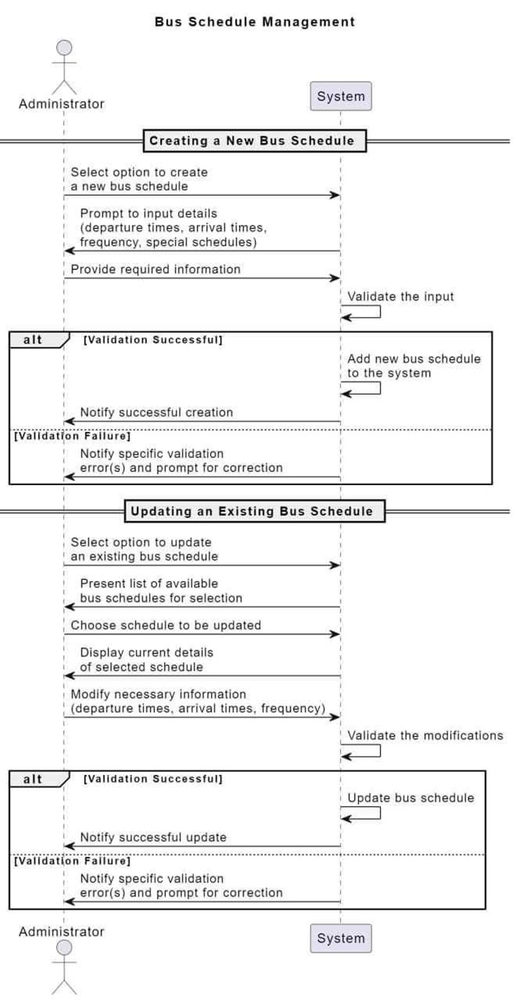 Bus Schedule Management
Administrator
System
Creating a New Bus Schedule
Select option to create
a new bus schedule
Prompt to input details
(departure times, arrival times,
frequency, special schedules)
Provide required information
Validate the input
alt
[Validation Successful]
Add new bus schedule
to the system
Notify successful creation
[Validation Failure]
Notify specific validation
error(s) and prompt for correction
Updating an Existing Bus Schedule
Select option to update
an existing bus schedule
Present list of available
bus schedules for selection
Choose schedule to be updated
Display current details
of selected schedule
Modify necessary information
(departure times, arrival times, frequency)
Validate the modifications
alt
[Validation Successful]
Update bus schedule
Notify successful update
[Validation Failure]
Notify specific validation
error(s) and prompt for correction
Administrator
System